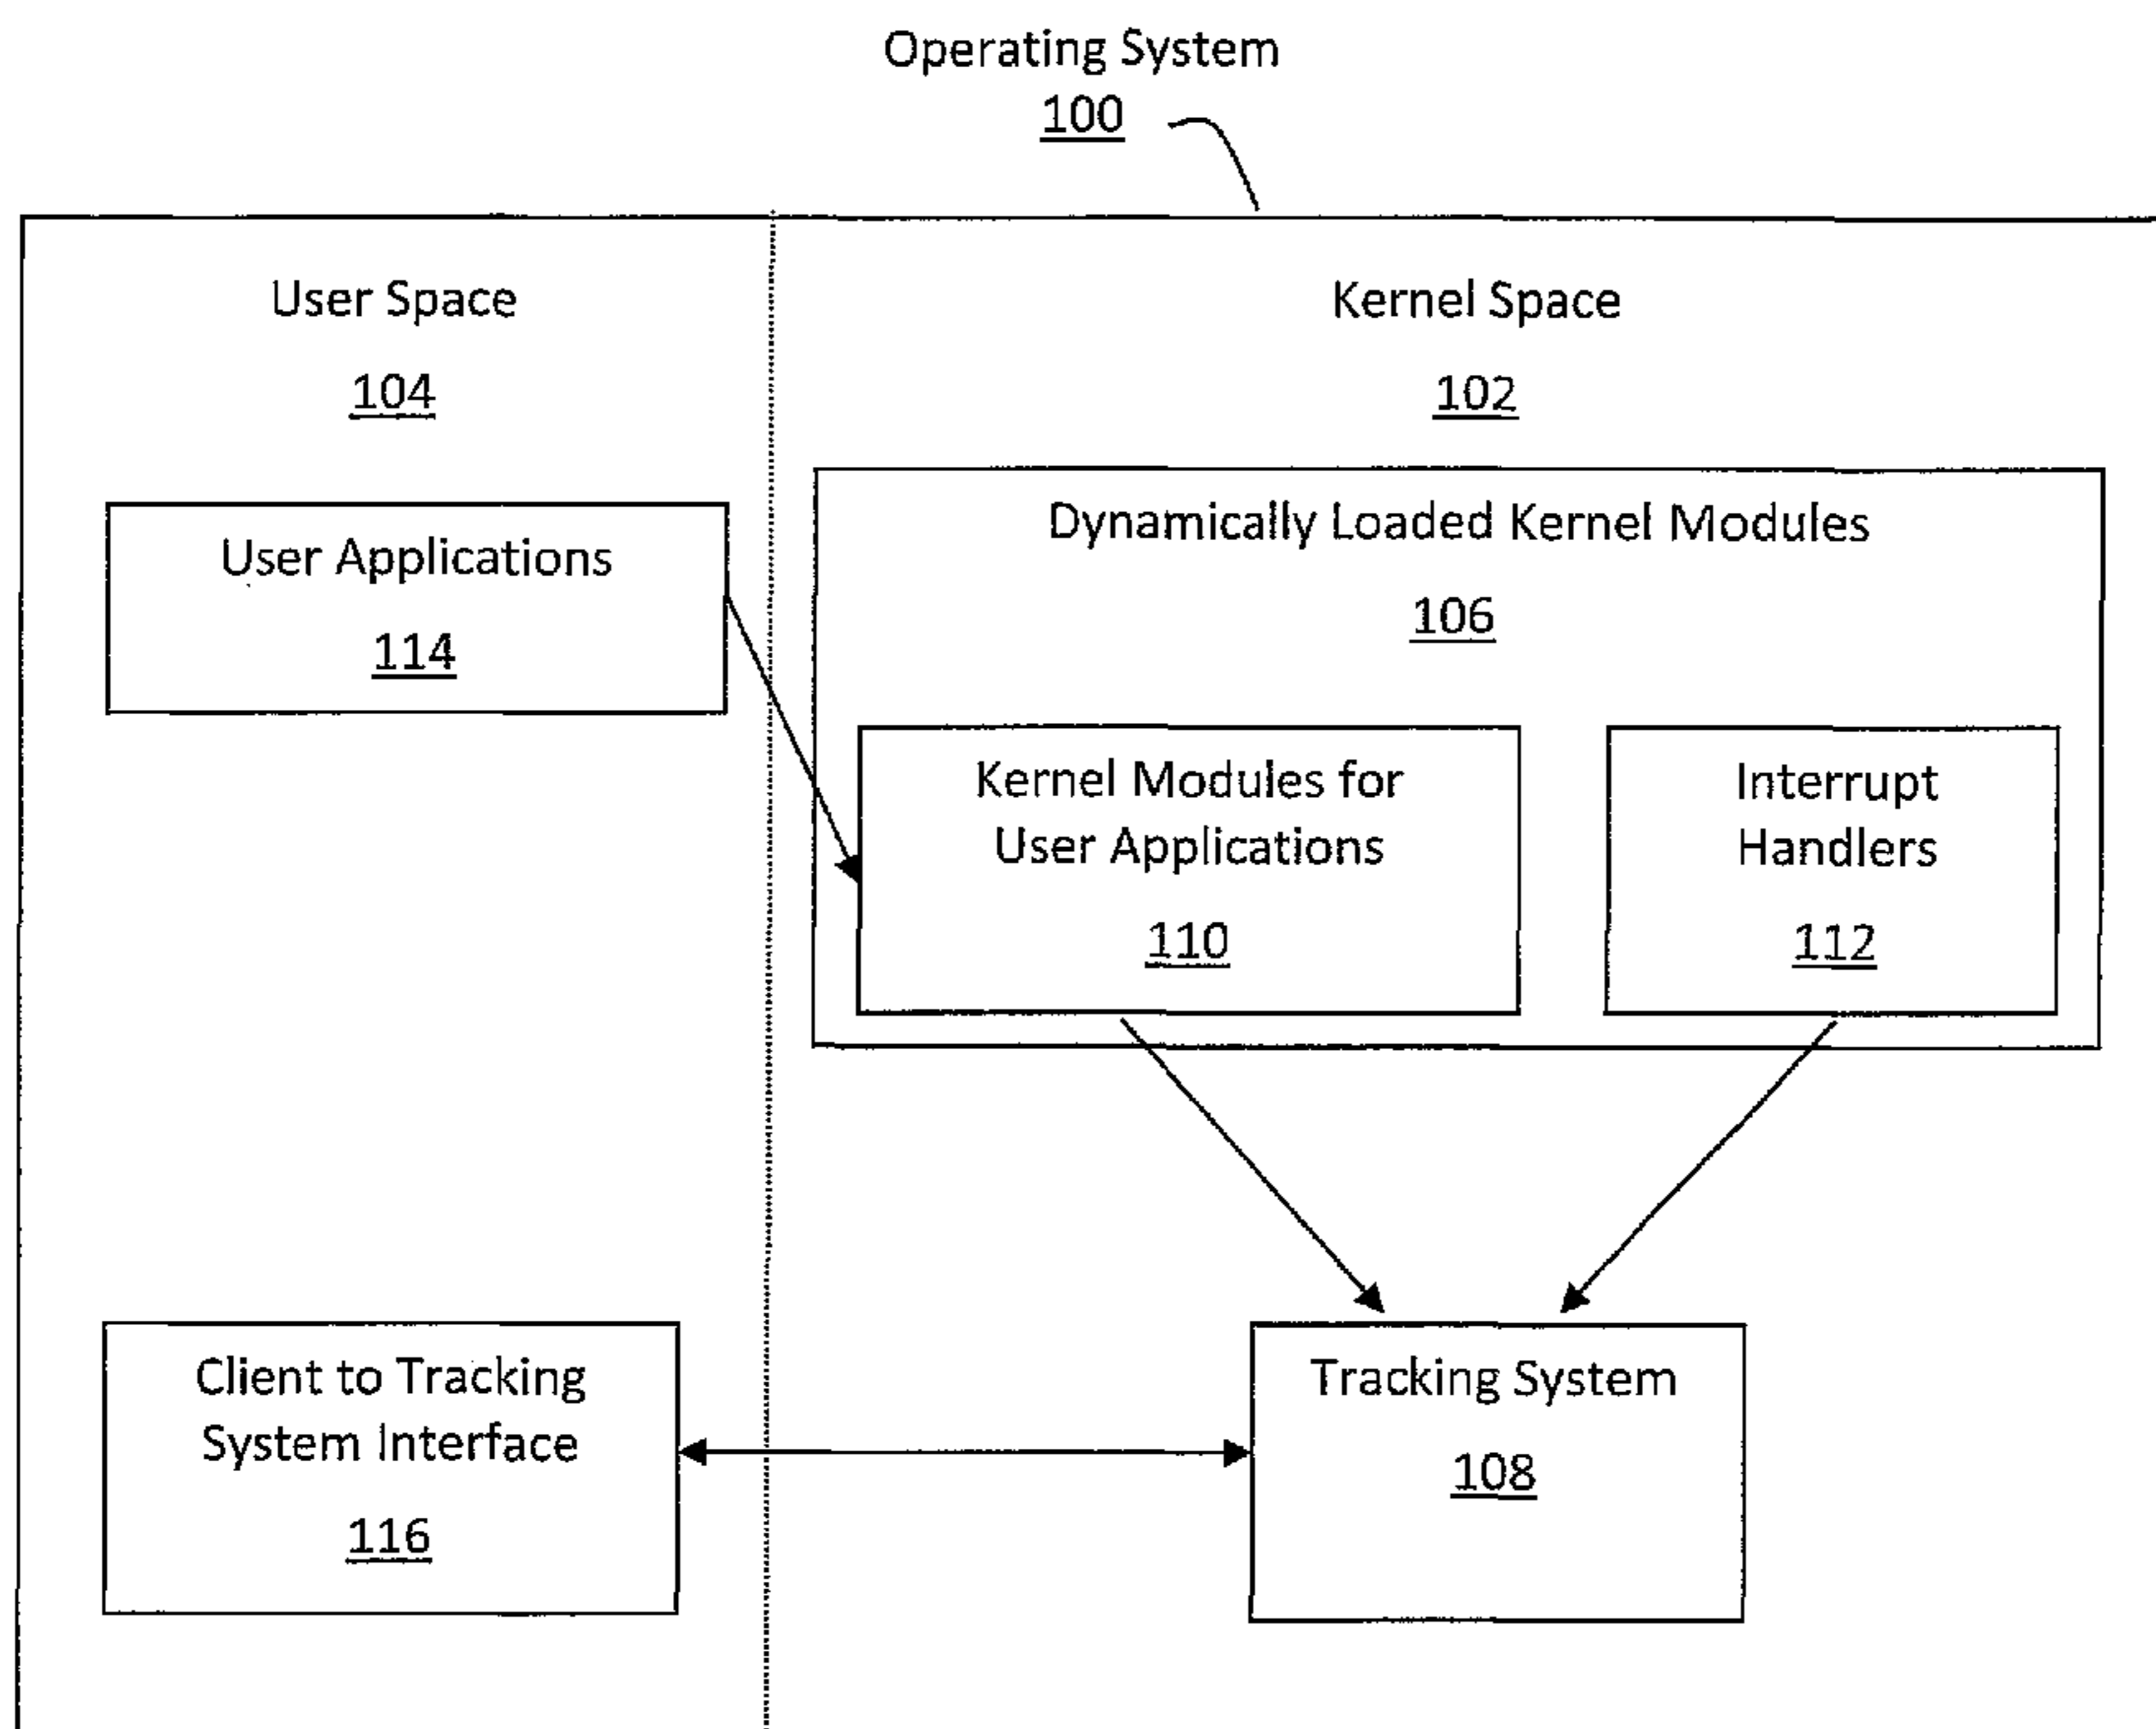 Operating System
100
User Space
104
Kernel Space
102
User Applications
114
Dynamically Loaded Kernel Modules
106
Kernel Modules for
User Applications
110
Interrupt
Handlers
112
Client to Tracking
System Interface
116
Tracking System
108